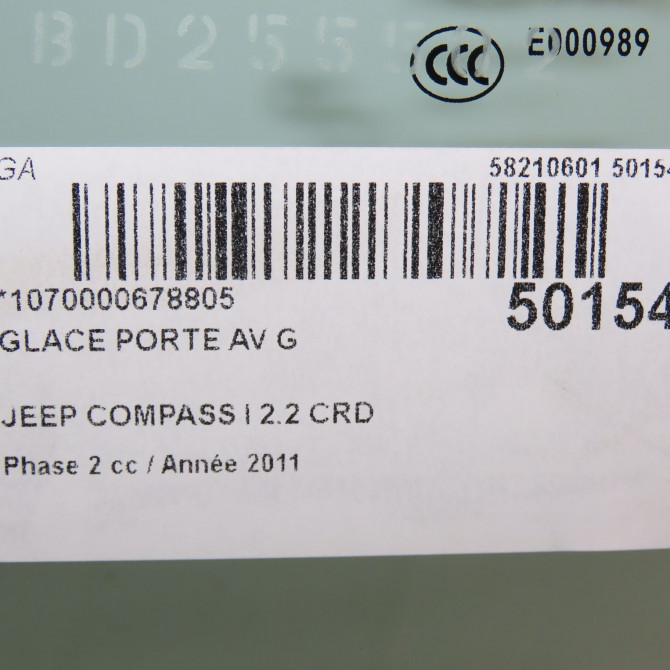 BD255502
CCC E000989
GA 58210601 50154
*1070000678805 50154
GLACE PORTE AV G
JEEP COMPASS I 2.2 CRD
Phase 2 cc / Année 2011